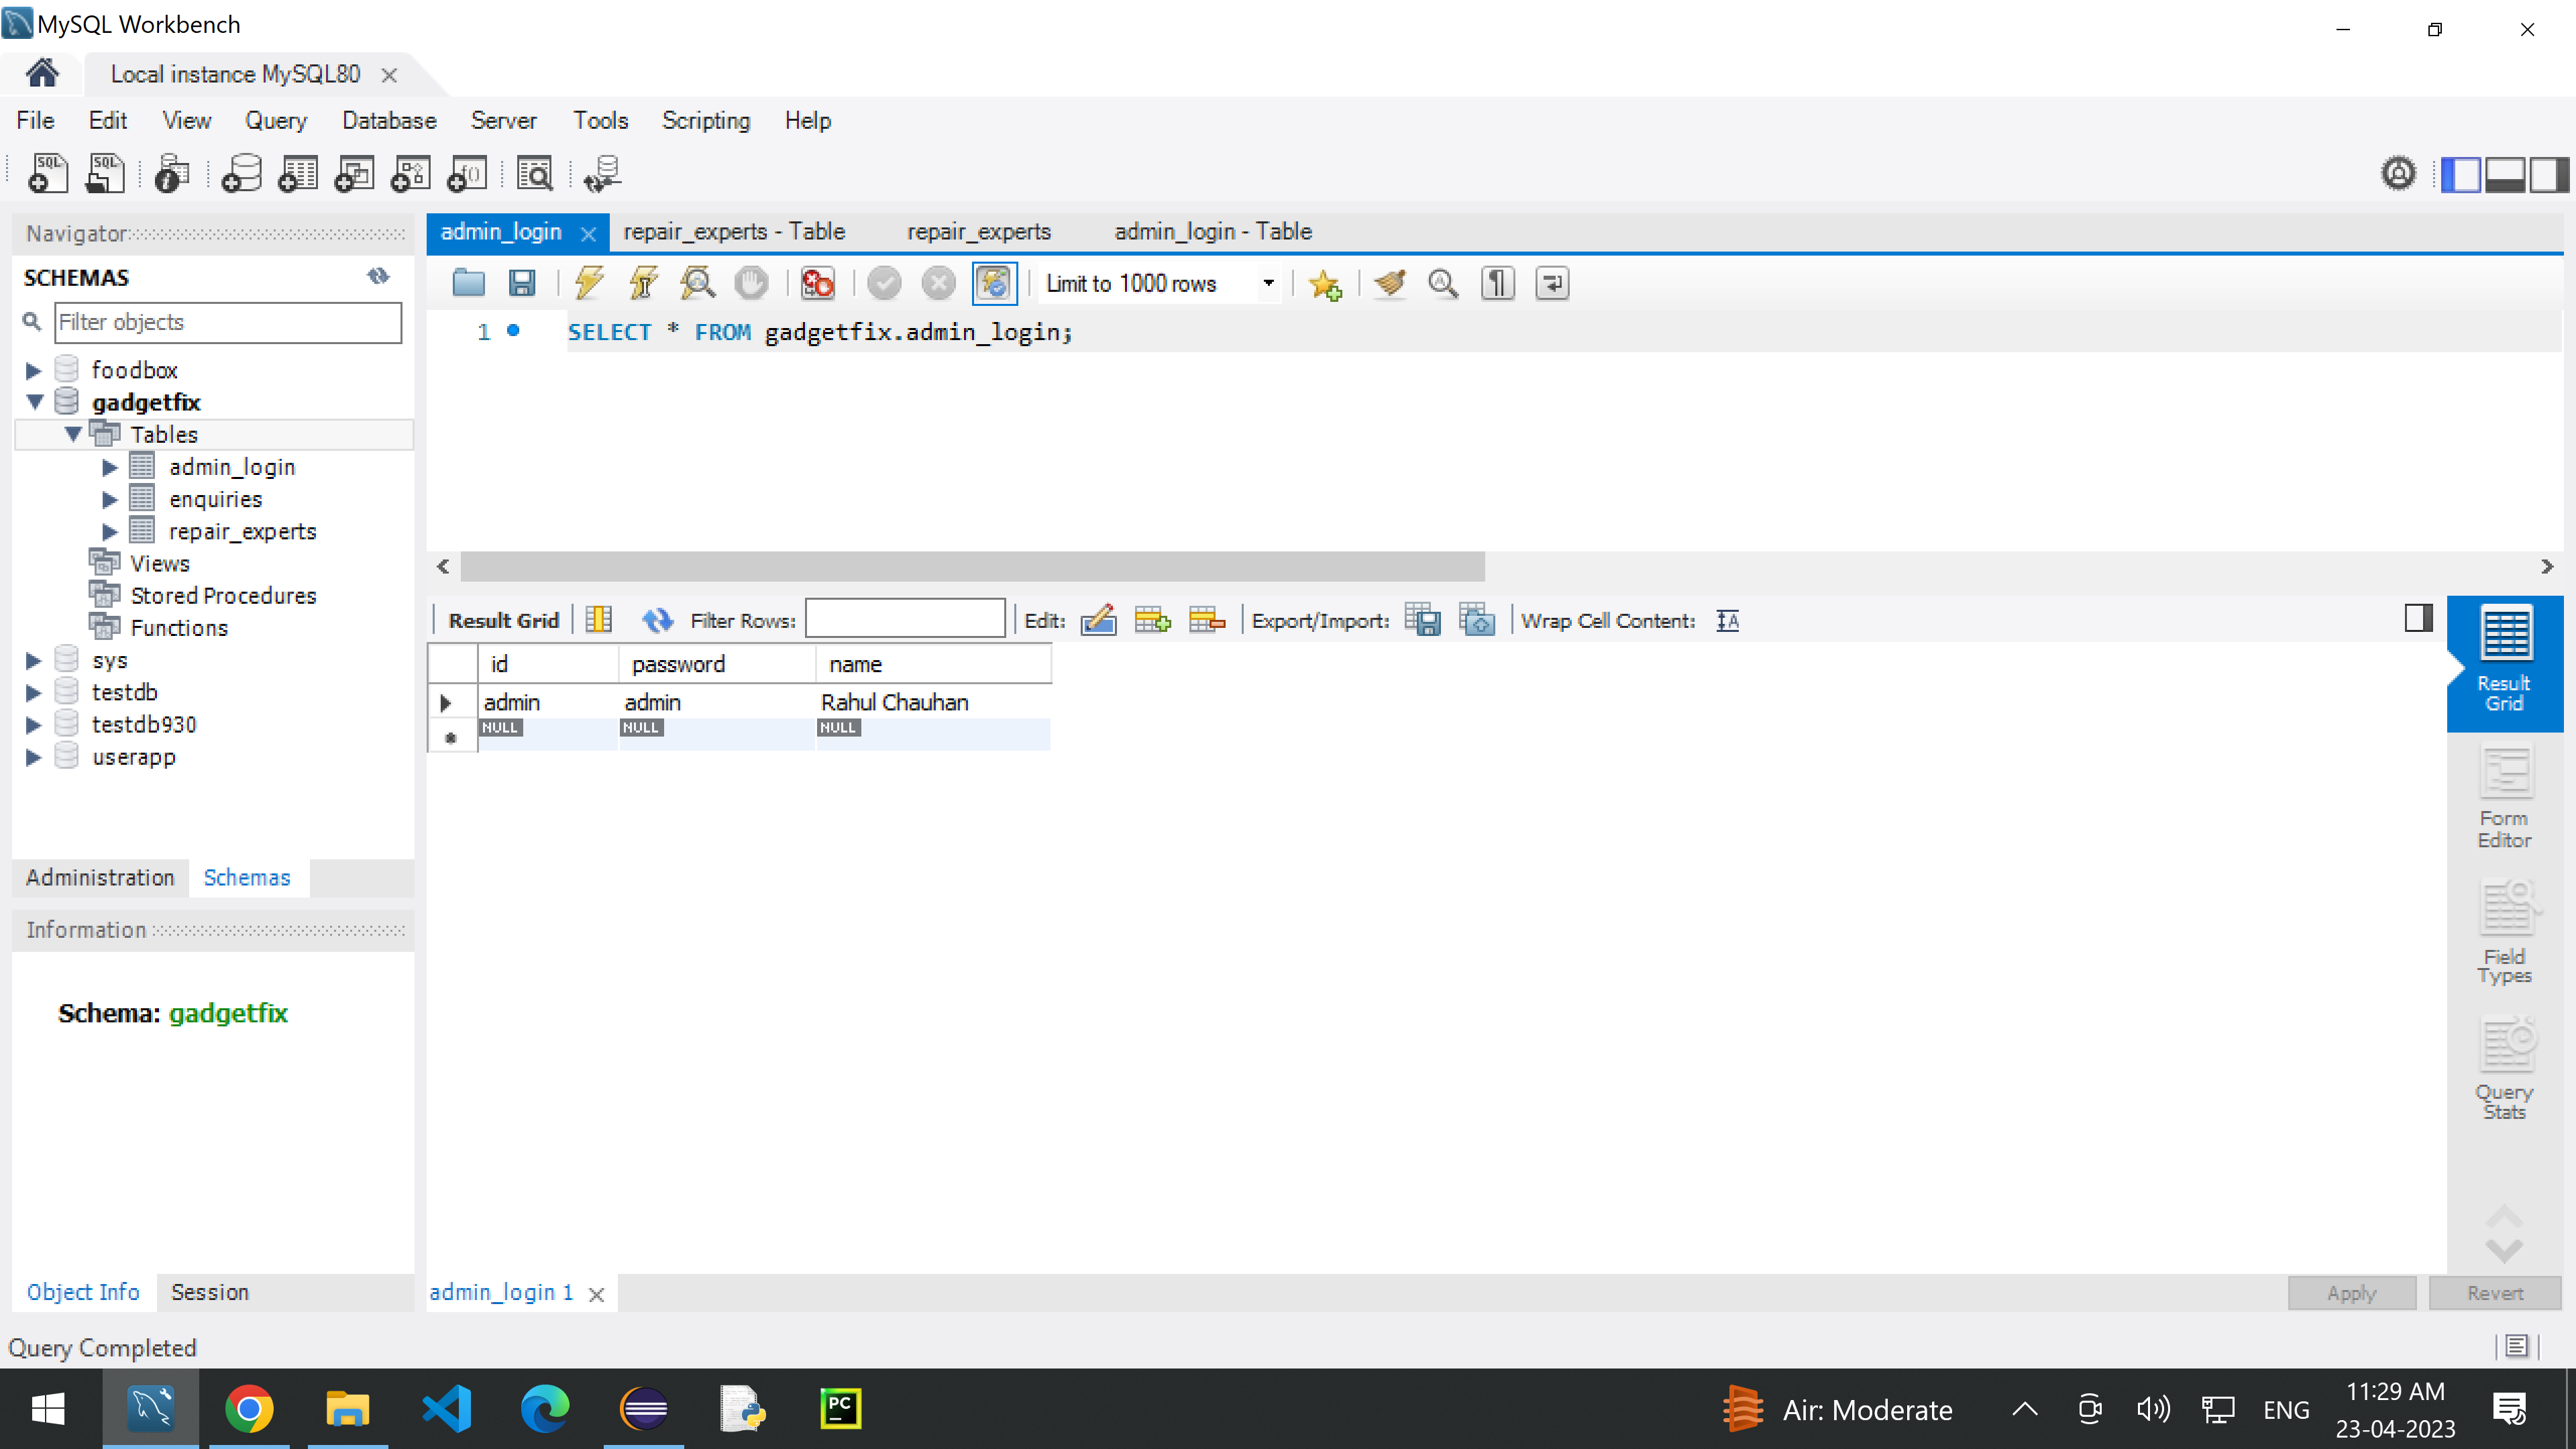 MySQL Workbench
Local instance MySQL80
File Edit View Query Database Server Tools Scripting Help
Navigator
SCHEMAS
Filter objects
foodbox
gadgetfix
Tables
admin_login
enquiries
repair_experts
Views
Stored Procedures
Functions
sys
testdb
testdb930
userapp
Administration Schemas
Information
Schema: gadgetfix
Object Info Session
admin_login repair_experts - Table repair_experts admin_login - Table
Limit to 1000 rows
1 SELECT * FROM gadgetfix.admin_login;
Result Grid Filter Rows: Edit: Export/Import: Wrap Cell Content:
id password name
admin admin Rahul Chauhan
NULL NULL NULL
Result
Grid
Form
Editor
Field
Types
Query
Stats
admin_login 1
Apply Revert
Query Completed
PC
Air: Moderate
ENG
11:29 AM
23-04-2023